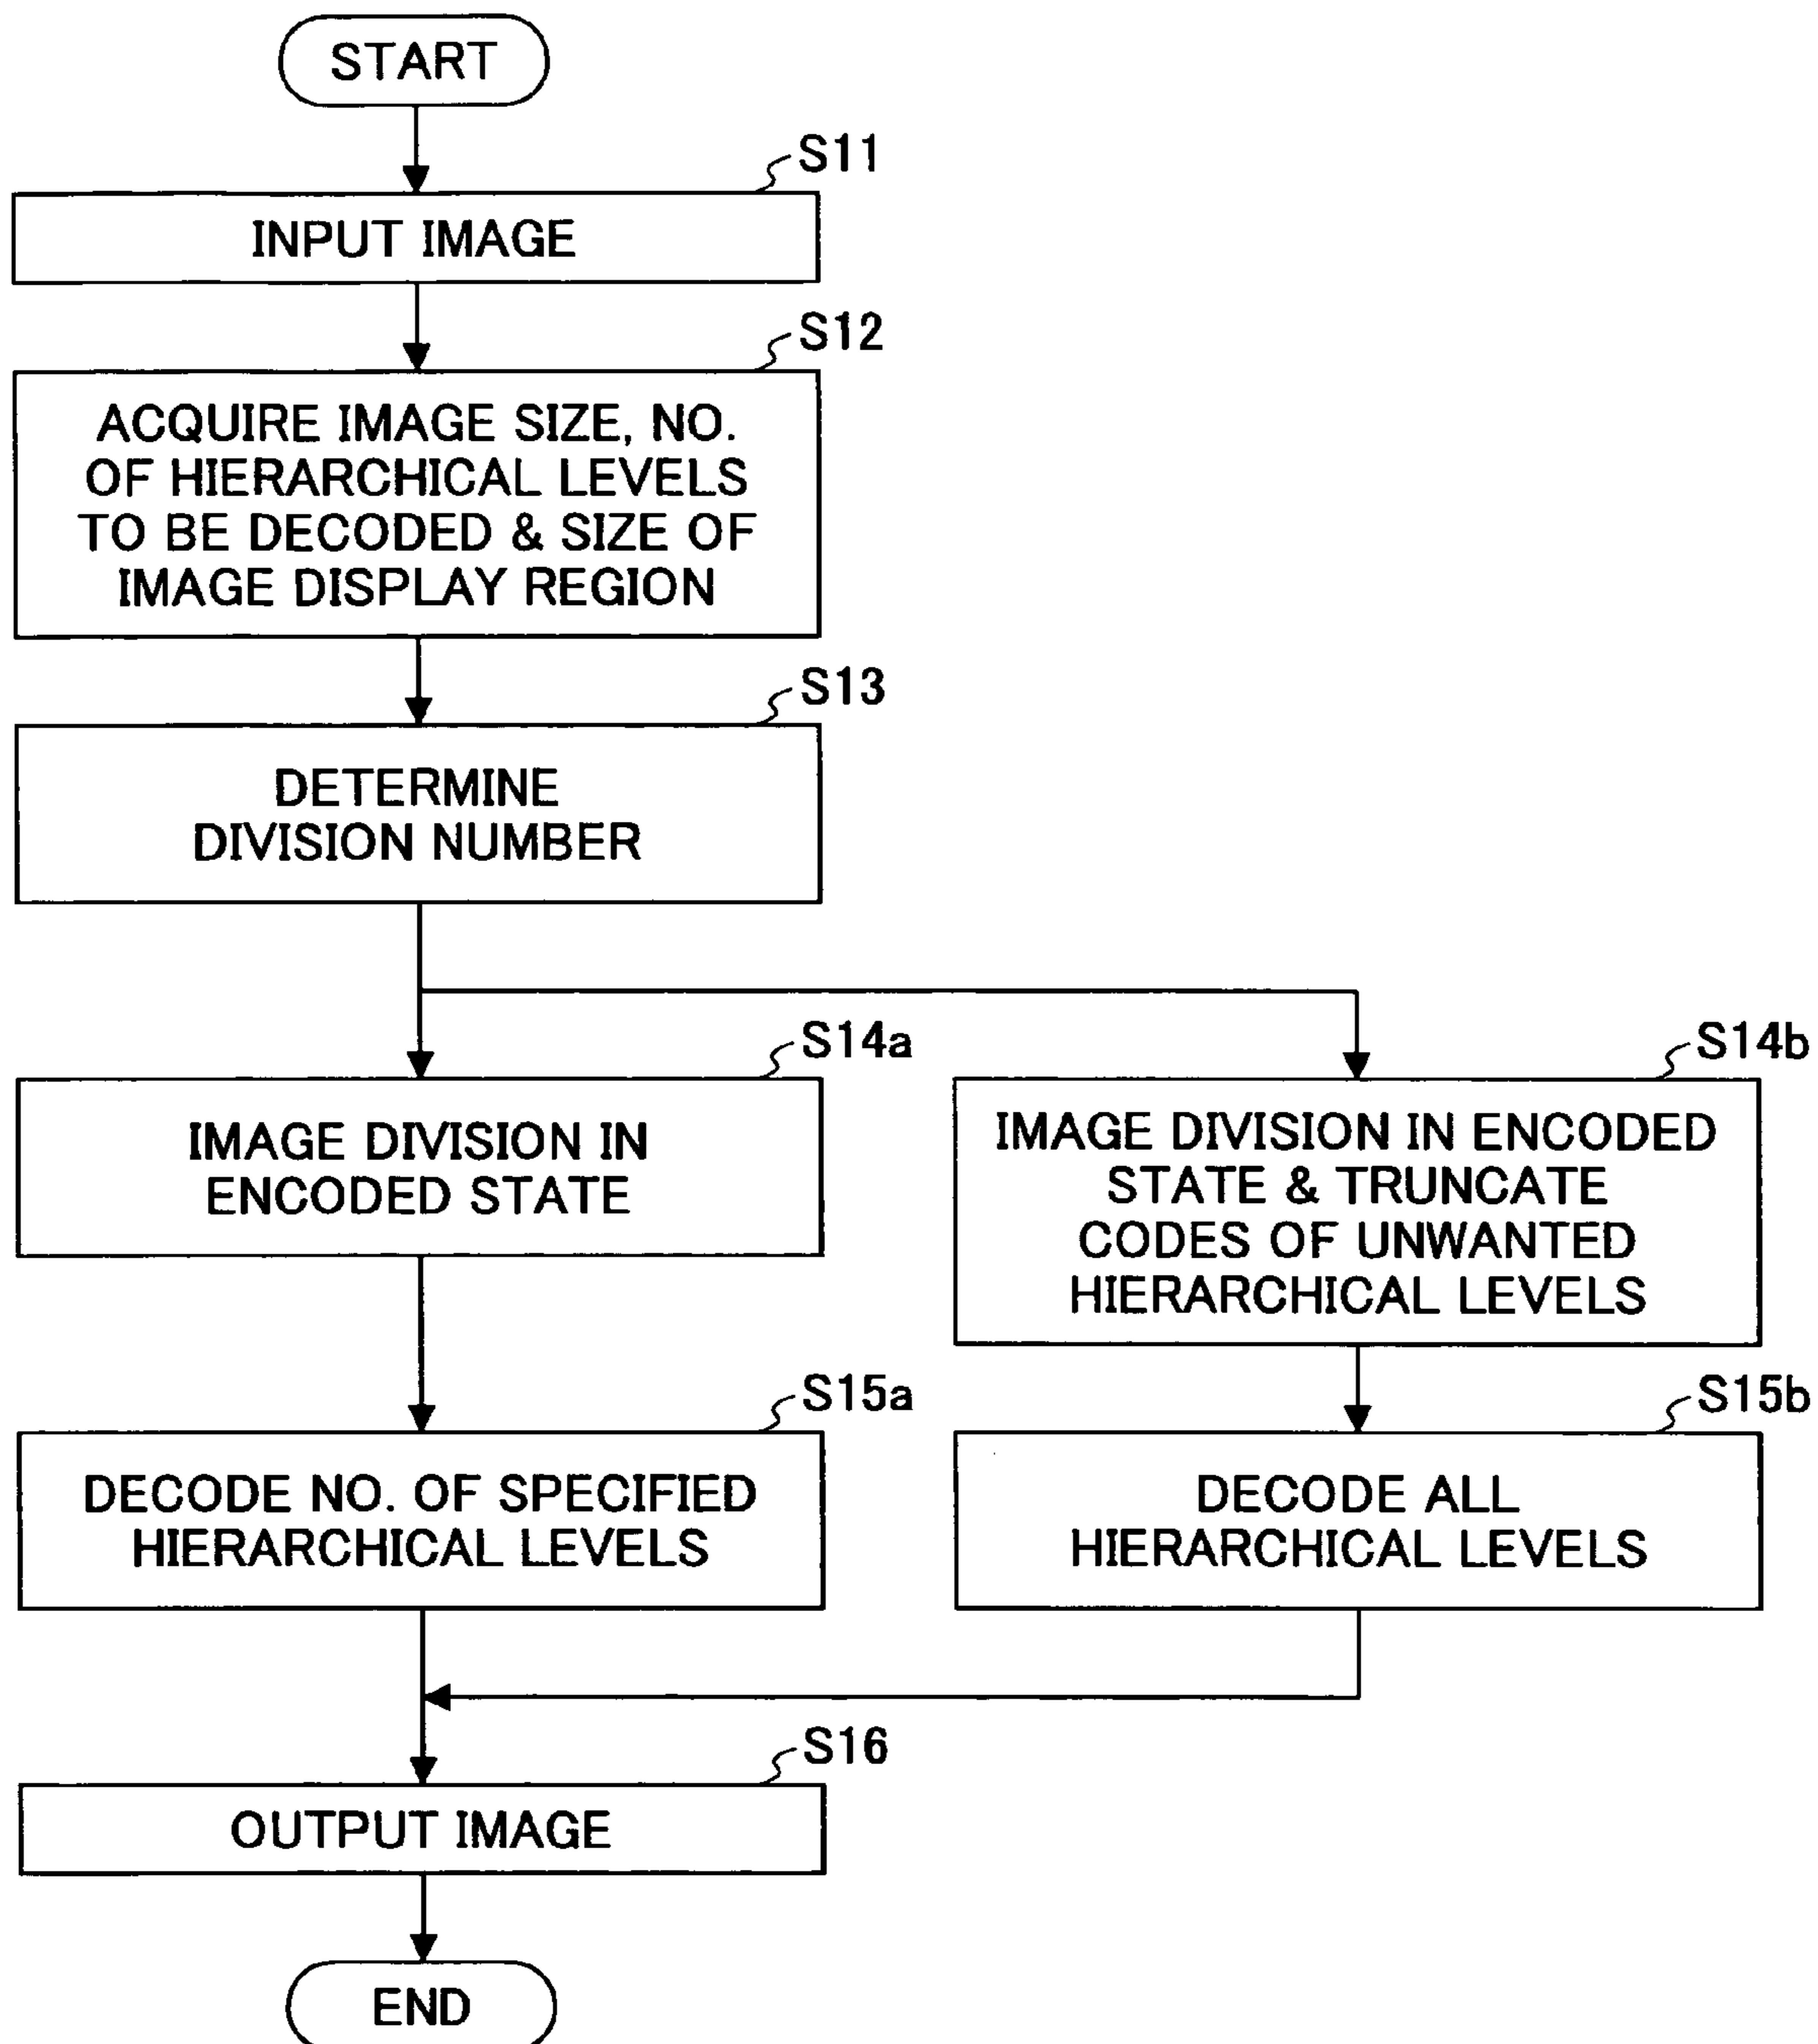 START
S11
INPUT IMAGE
S12
ACQUIRE IMAGE SIZE, NO.
OF HIERARCHICAL LEVELS
TO BE DECODED & SIZE OF
IMAGE DISPLAY REGION
S13
DETERMINE
DIVISION NUMBER
S14a
IMAGE DIVISION IN
ENCODED STATE
S14b
IMAGE DIVISION IN ENCODED
STATE & TRUNCATE
CODES OF UNWANTED
HIERARCHICAL LEVELS
S15a
DECODE NO. OF SPECIFIED
HIERARCHICAL LEVELS
S15b
DECODE ALL
HIERARCHICAL LEVELS
S16
OUTPUT IMAGE
END